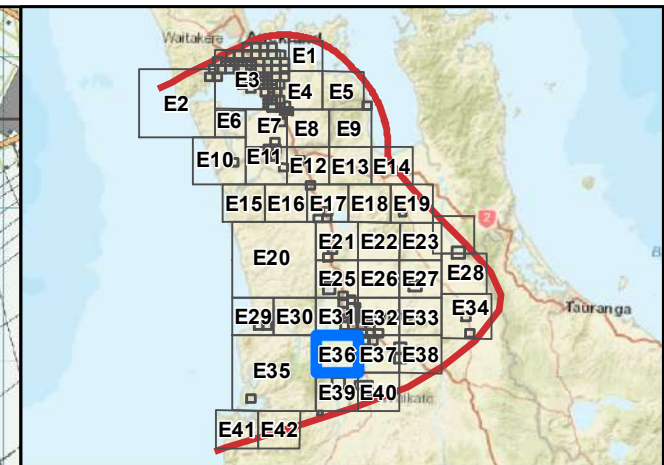 Waitakere
E1
E2 E3 E4 E5
E6 E7 E8 E9
E10 E11 E12 E13 E14
E15 E16 E17 E18 E19
2
E20 E21 E22 E23
E25 E26 E27 E28
E29 E30 E31 E32 E33 E34
Tauranga
E35 E36 E37 E38
E39 E40
E41 E42